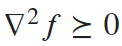 ∇²f ⪰ 0